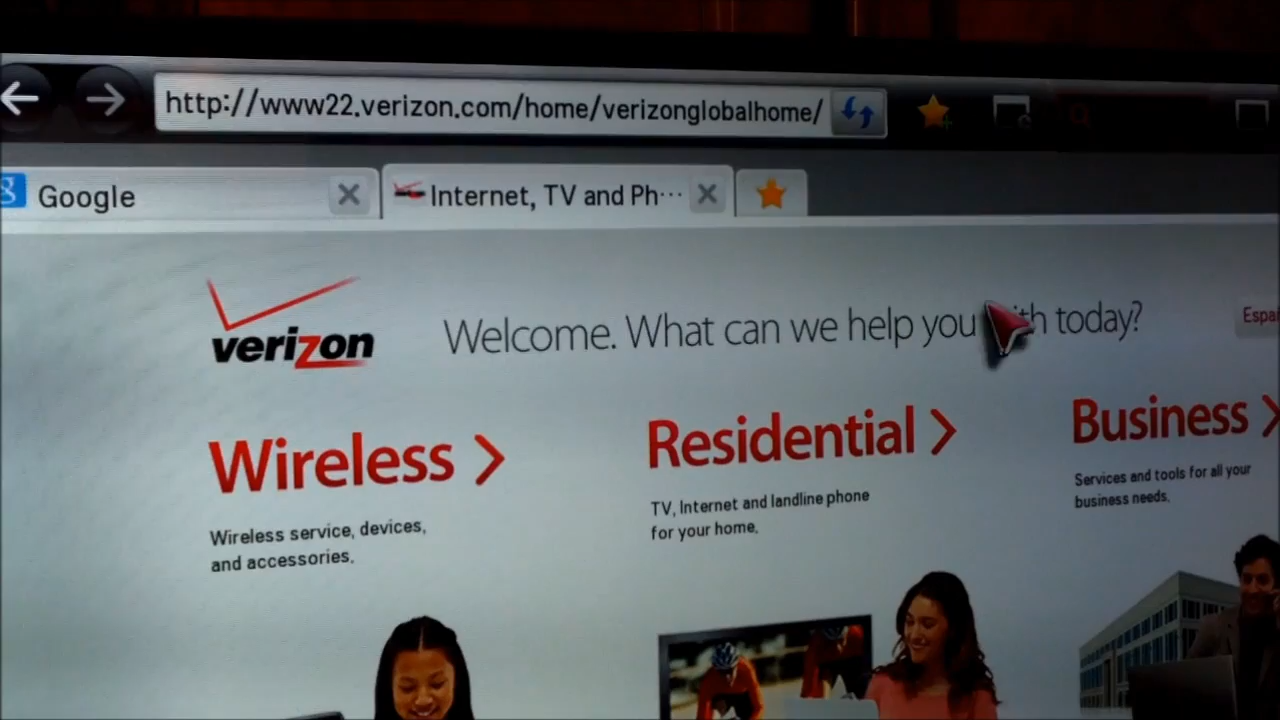 http://www22.verizon.com/home/verizonglobalhome/
Google
Internet, TV and Ph...
verizon
Welcome. What can we help you with today?
Wireless
Residential
Business
Wireless service, devices,
and accessories.
TV, Internet and landline phone
for your home.
Services and tools for all your
business needs.